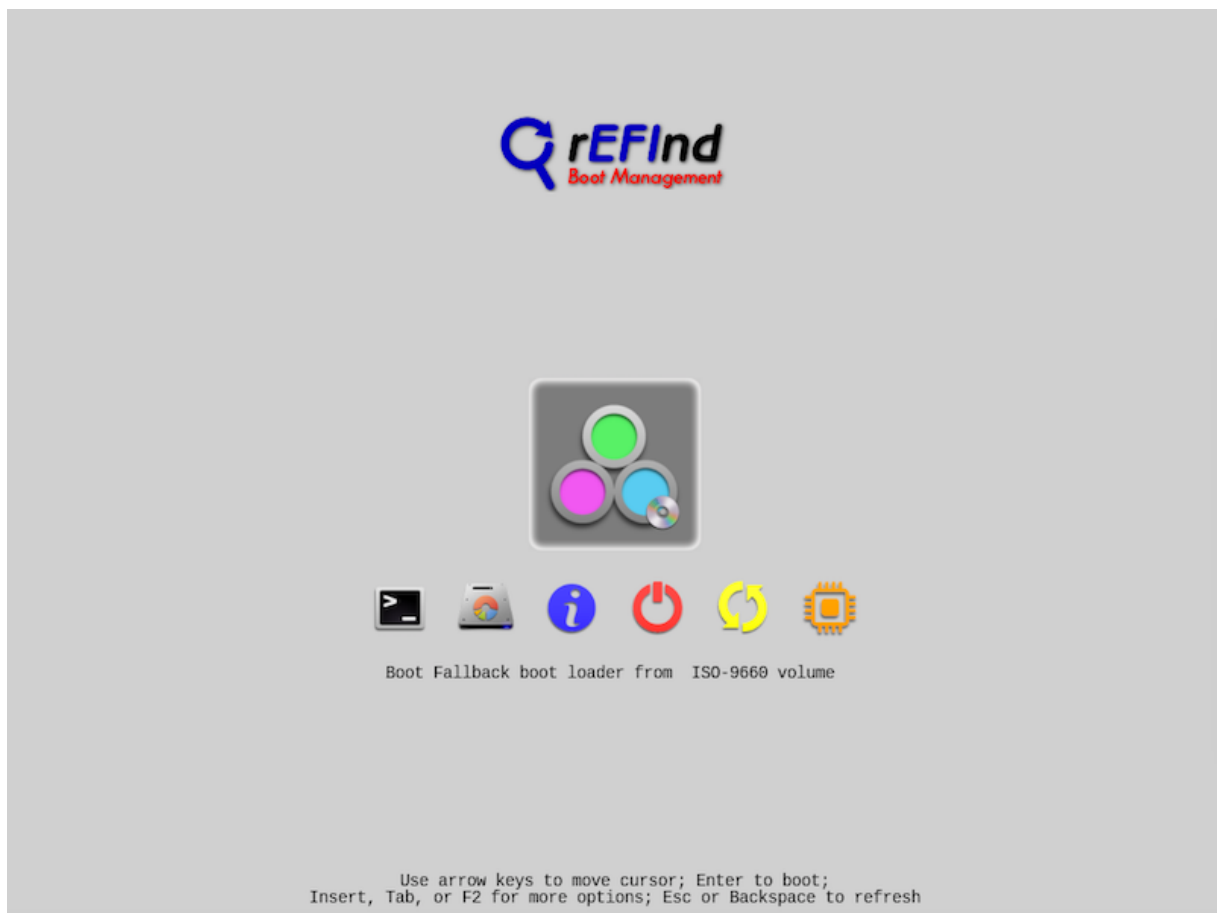 rEFInd
Boot Management
>_
i
Boot Fallback boot loader from  ISO-9660 volume
Use arrow keys to move cursor; Enter to boot;
Insert, Tab, or F2 for more options; Esc or Backspace to refresh